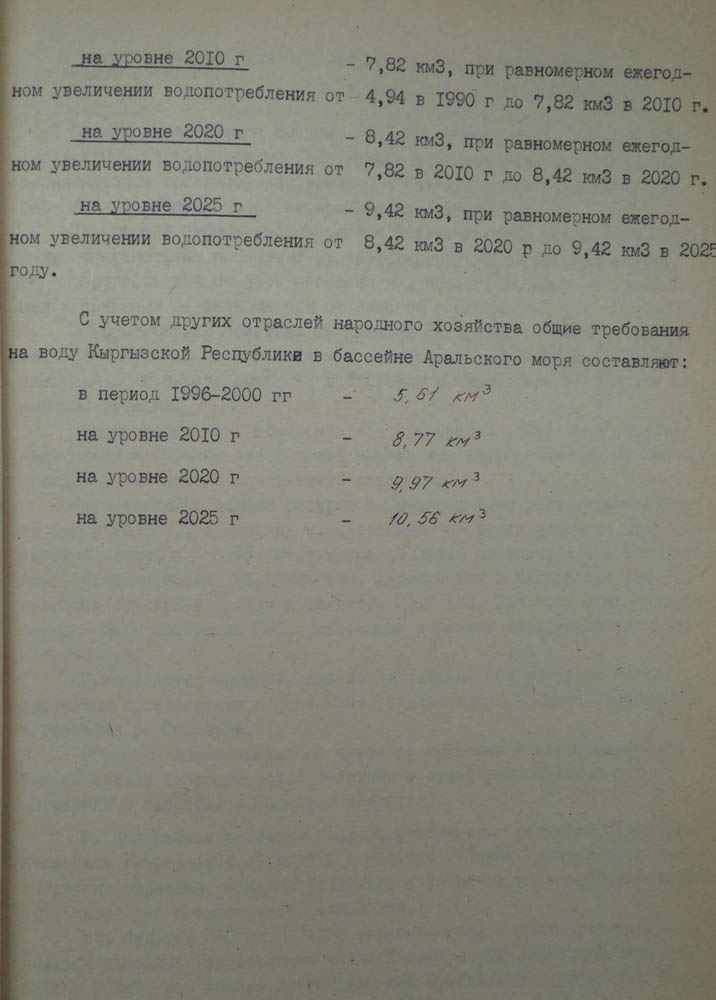 на уровне 2010 г - 7,82 км3, при равномерном ежегод-
ном увеличении водопотребления от 4,94 в 1990 г до 7,82 км3 в 2010 г.
на уровне 2020 г - 8,42 км3, при равномерном ежегод-
ном увеличении водопотребления от 7,82 в 2010 г до 8,42 км3 в 2020 г.
на уровне 2025 г - 9,42 км3, при равномерном ежегод-
ном увеличении водопотребления от 8,42 км3 в 2020 р до 9,42 км3 в 2025
году.
С учетом других отраслей народного хозяйства общие требования
на воду Кыргызской Республики в бассейне Аральского моря составляют:
в период 1996-2000 гг - 5,61 км³
на уровне 2010 г - 8,77 км³
на уровне 2020 г - 9,97 км³
на уровне 2025 г - 10,56 км³